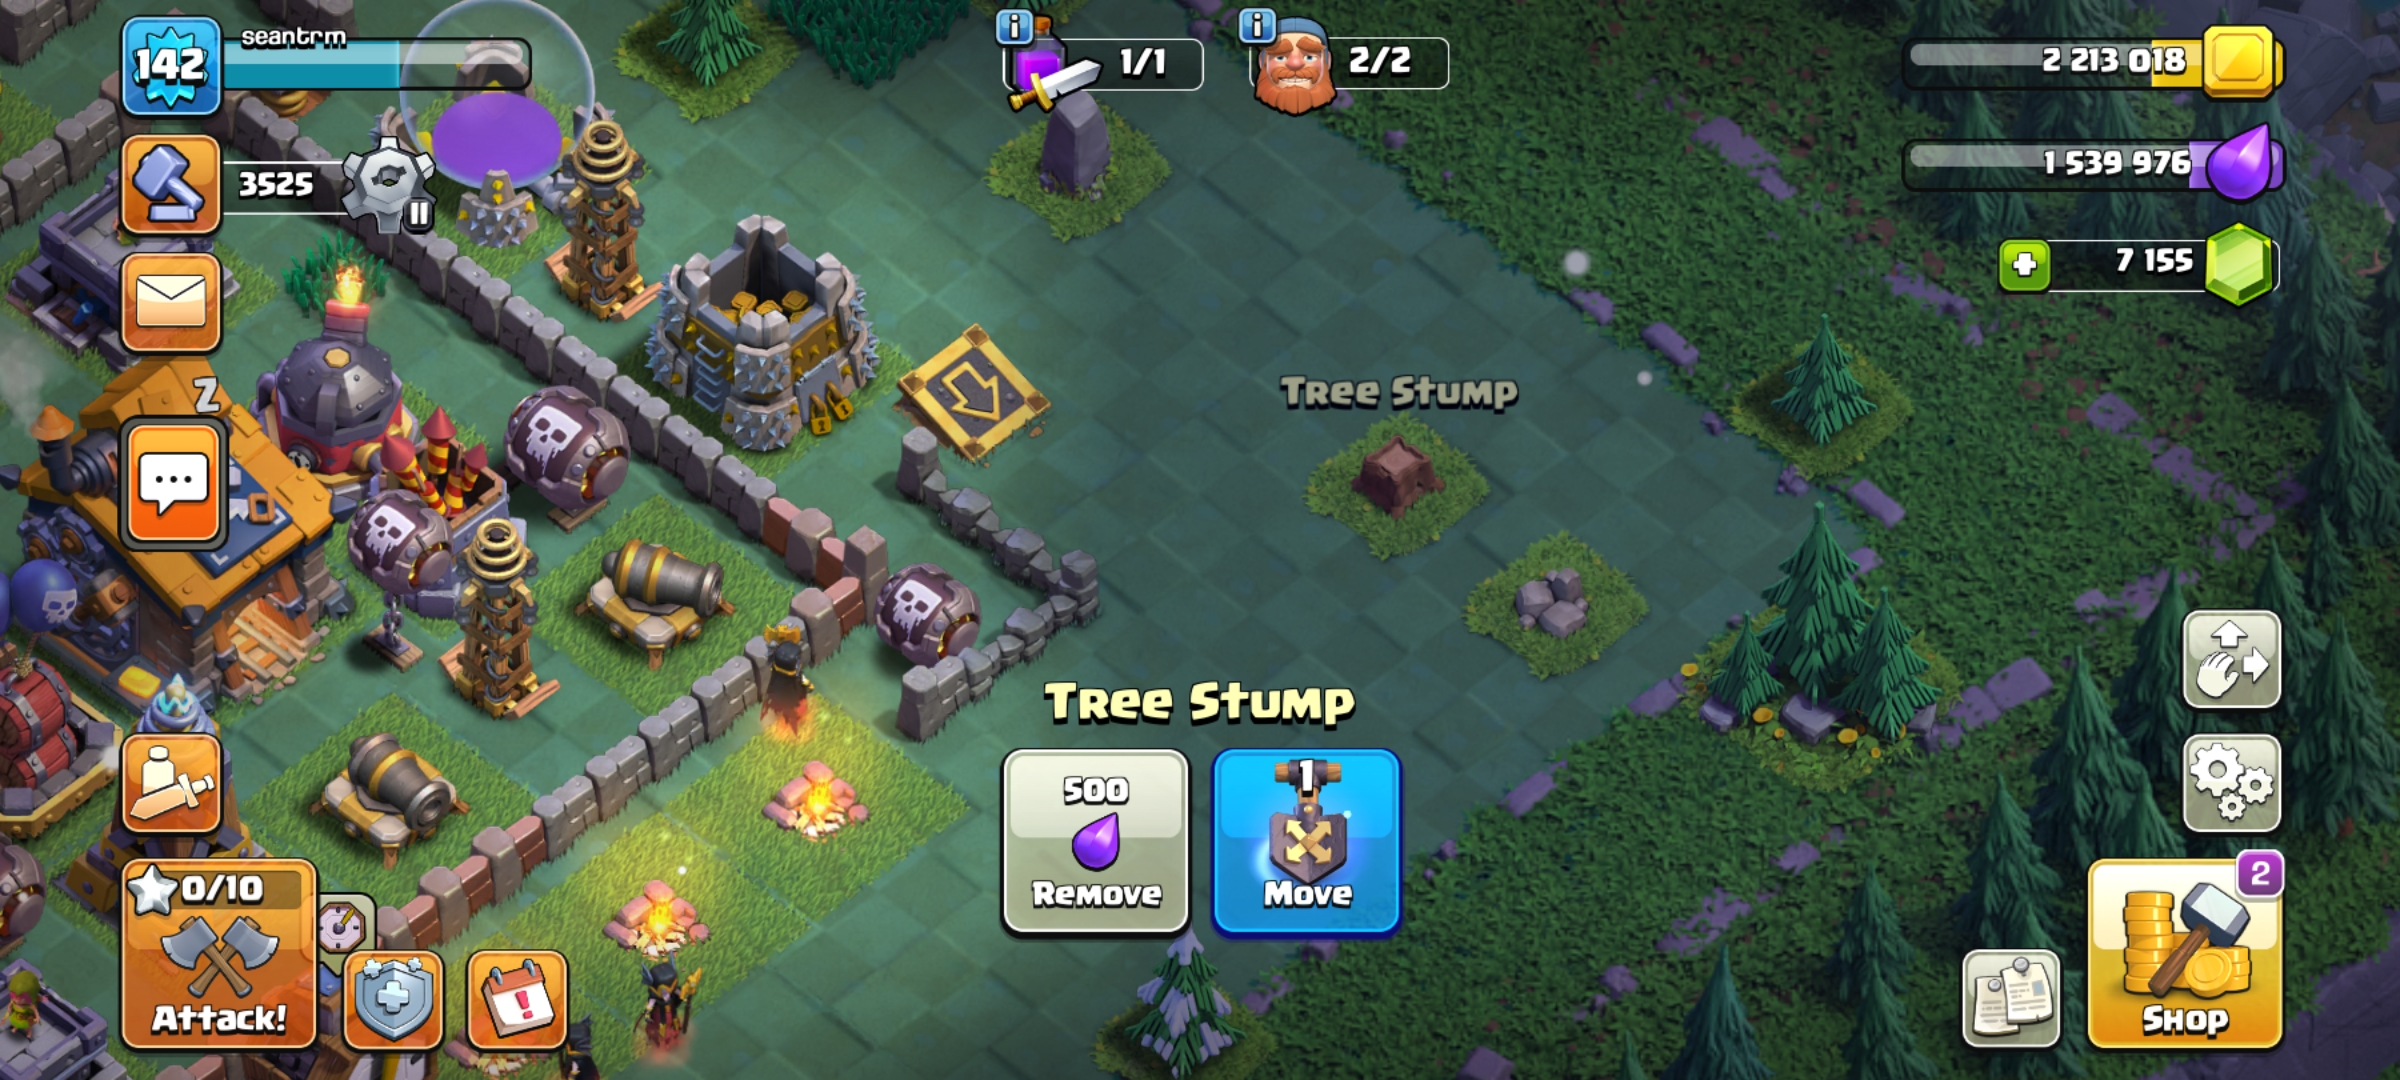 142
seantrm
1/1
2/2
2 213 018
3525
1 539 976
7 155
Z
Tree Stump
Tree Stump
500
Remove
1
Move
0/10
Attack!
2
Shop